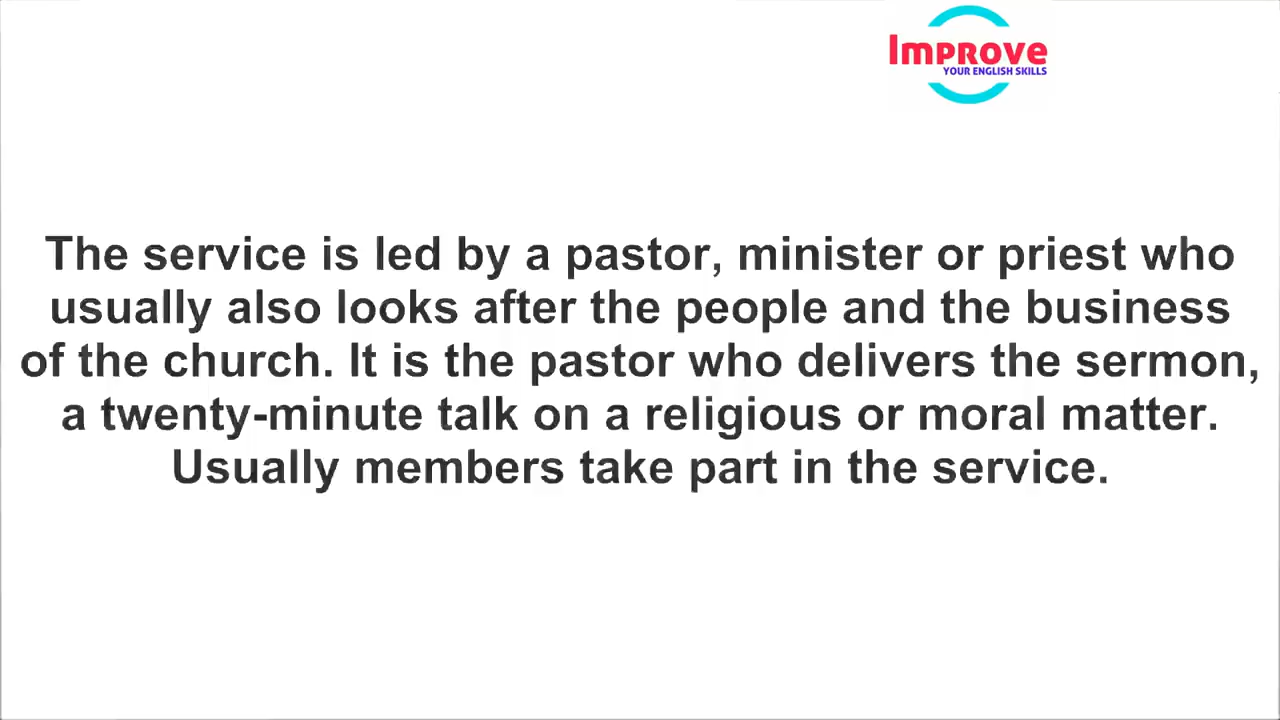 Improve
YOUR ENGLISH SKILLS
The service is led by a pastor, minister or priest who
usually also looks after the people and the business
of the church. It is the pastor who delivers the sermon,
a twenty-minute talk on a religious or moral matter.
Usually members take part in the service.